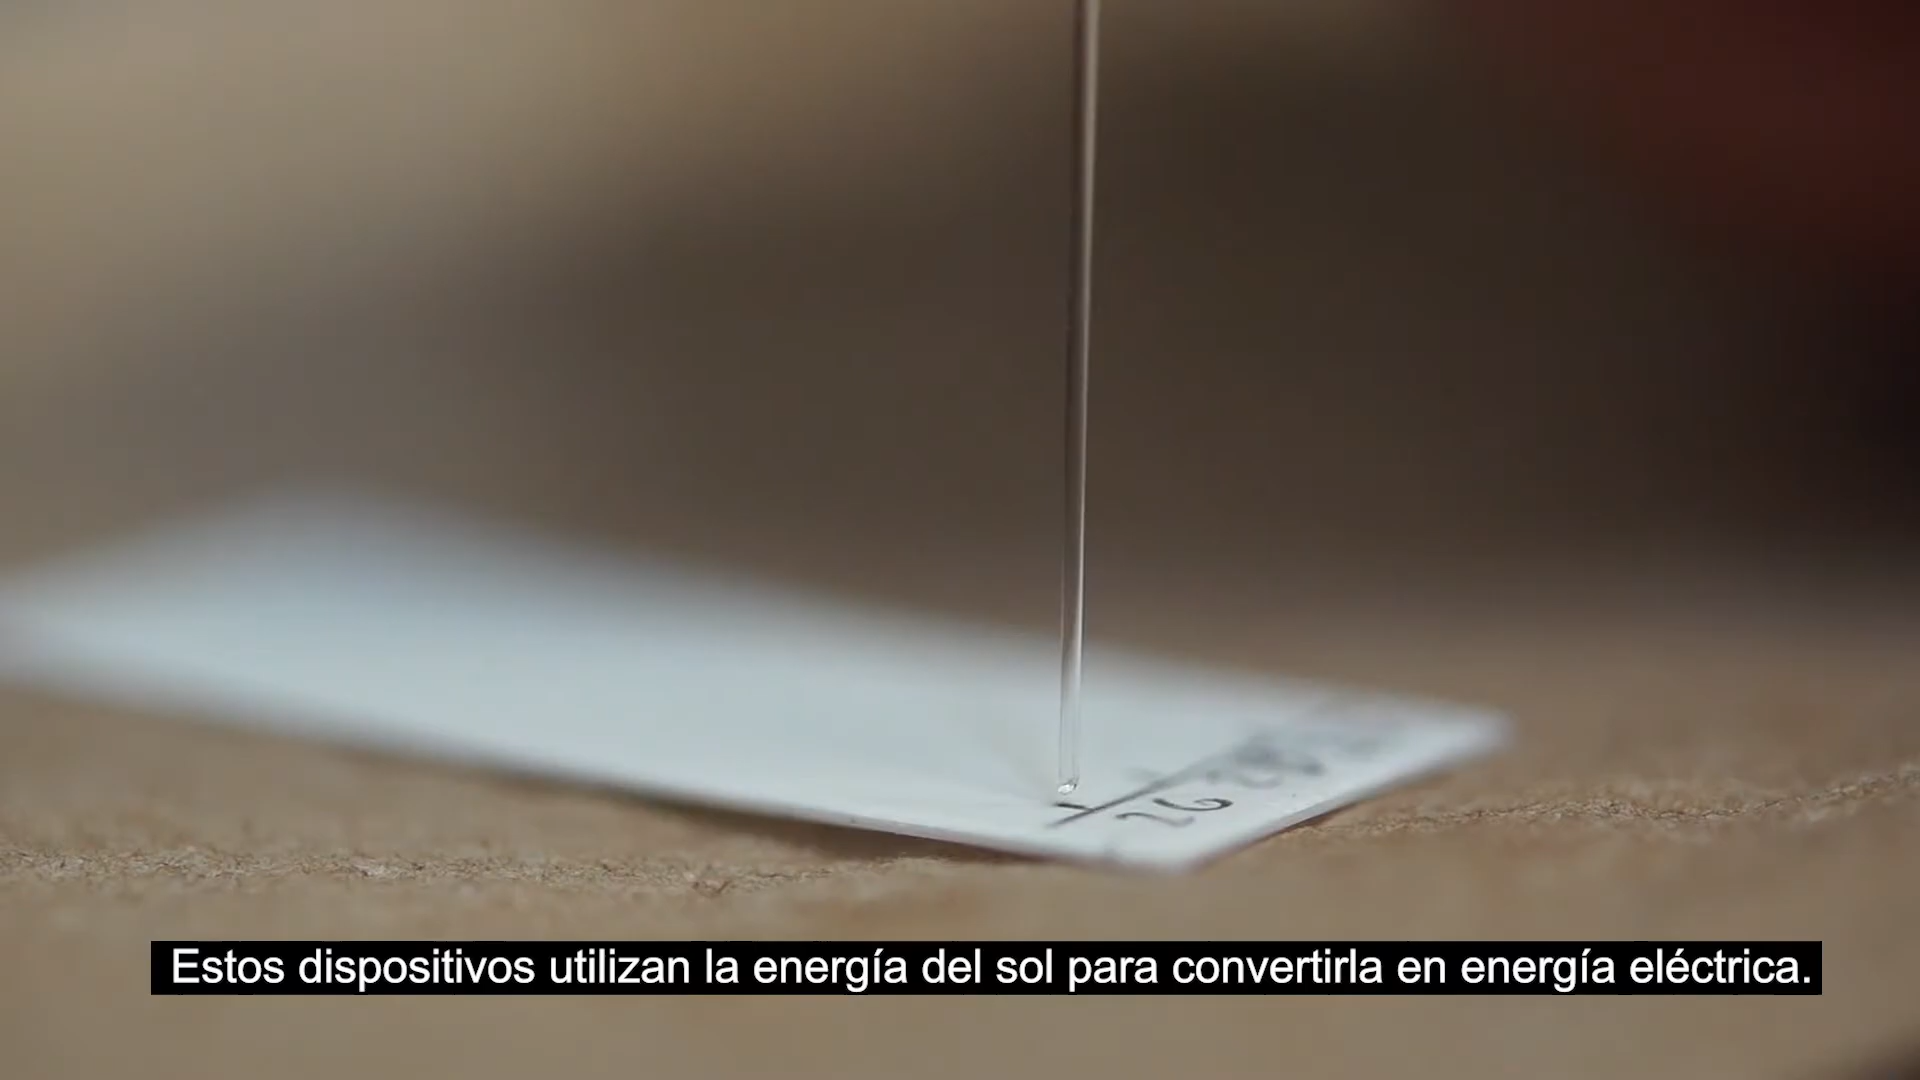 Estos dispositivos utilizan la energía del sol para convertirla en energía eléctrica.